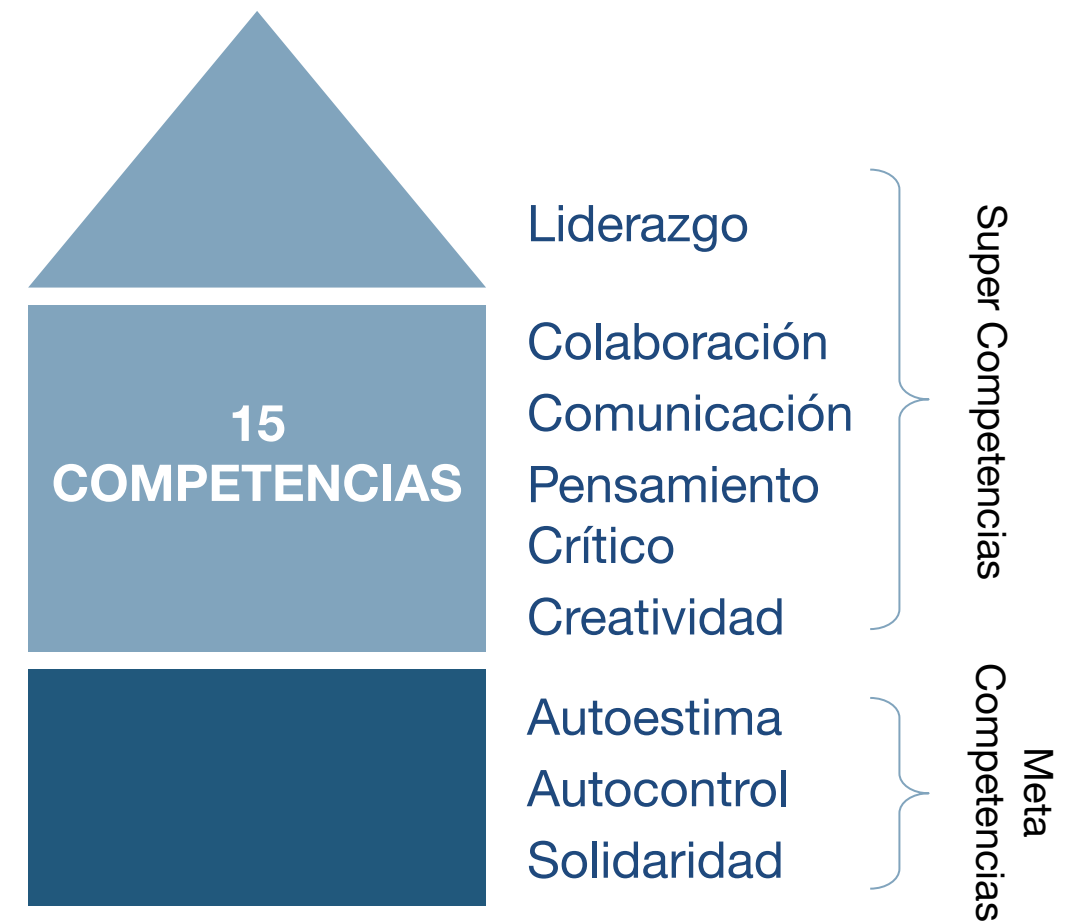 Liderazgo
Colaboración
Comunicación
Pensamiento
Crítico
Creatividad
Super Competencias
15
COMPETENCIAS
Autoestima
Autocontrol
Solidaridad
Meta
Competencias